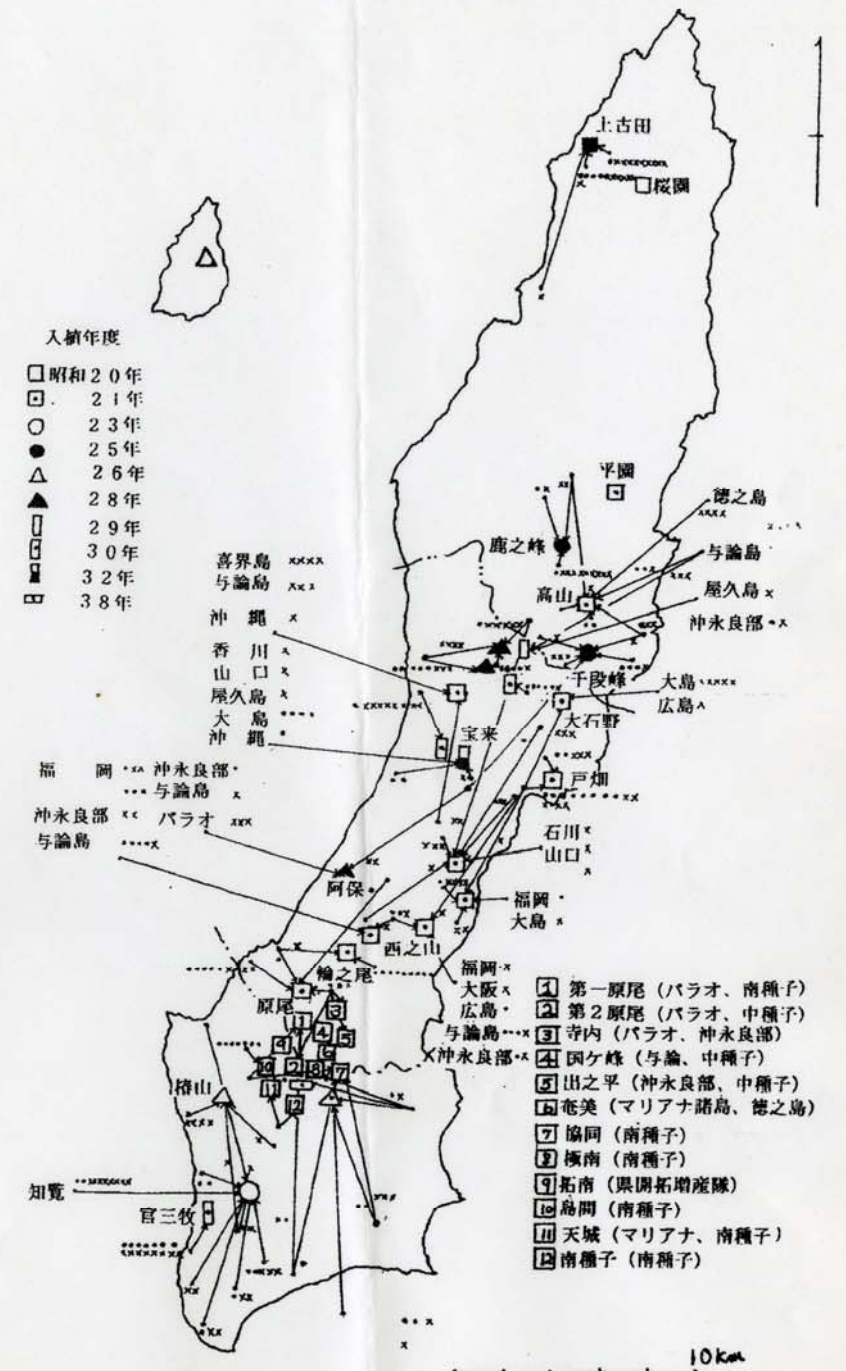 上古田
桜園
入植年度
昭和20年
21年
23年
25年
26年
28年
29年
30年
32年
38年
平園
徳之島
鹿之峰
与論島
喜界島
与論島
高山
屋久島
沖永良部
沖縄
香川
山口
屋久島
大島
沖縄
千段峰
大島
広島
大石野
宝来
戸畑
福岡 沖永良部
与論島
沖永良部 パラオ
与論島
石川
山口
阿保
福岡
大島
西之山
輪之尾
福岡
大阪
広島
与論島
沖永良部
原尾
1 第一原尾 (パラオ、南種子)
2 第2原尾 (パラオ、中種子)
3 寺内 (パラオ、沖永良部)
4 国ケ峰 (与論、中種子)
5 出之平 (沖永良部、中種子)
6 奄美 (マリアナ諸島、徳之島)
7 協同 (南種子)
8 極南 (南種子)
9 拓南 (県開拓増産隊)
10 島間 (南種子)
11 天城 (マリアナ、南種子)
12 南種子 (南種子)
椿山
知覧
宮三牧
10km